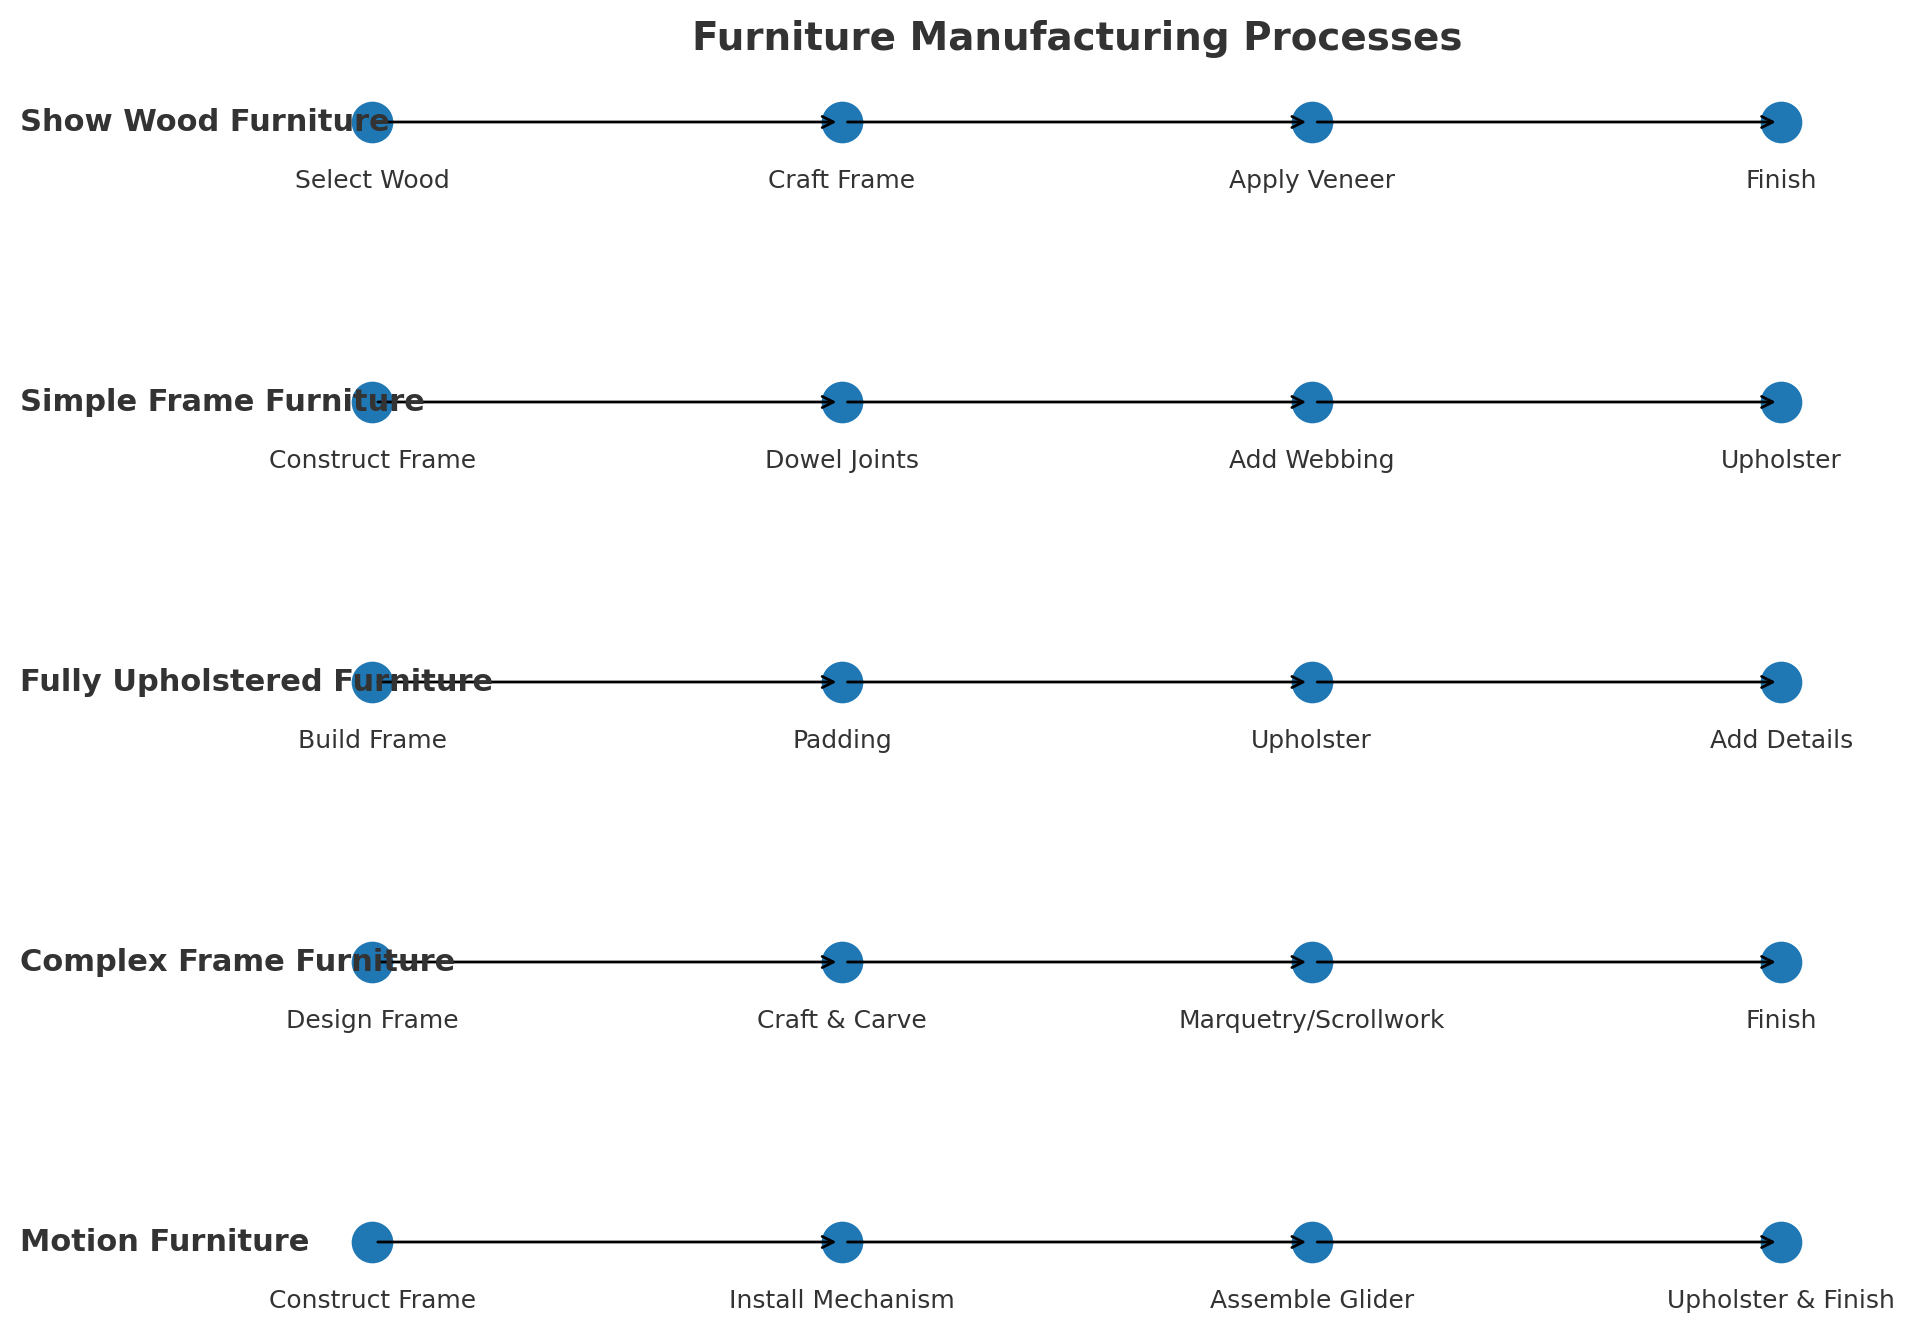 Furniture Manufacturing Processes
Show Wood Furniture
Select Wood
Craft Frame
Apply Veneer
Finish
Simple Frame Furniture
Construct Frame
Dowel Joints
Add Webbing
Upholster
Fully Upholstered Furniture
Build Frame
Padding
Upholster
Add Details
Complex Frame Furniture
Design Frame
Craft & Carve
Marquetry/Scrollwork
Finish
Motion Furniture
Construct Frame
Install Mechanism
Assemble Glider
Upholster & Finish